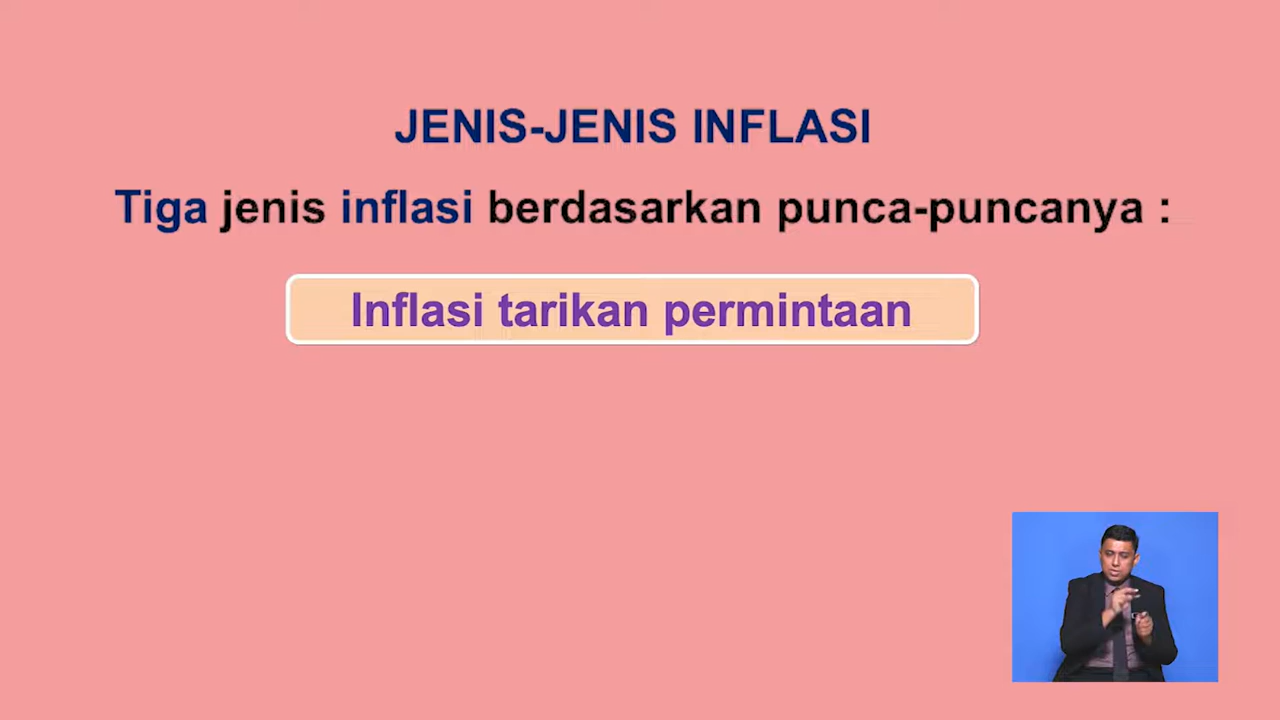 JENIS-JENIS INFLASI
Tiga jenis inflasi berdasarkan punca-puncanya :
Inflasi tarikan permintaan